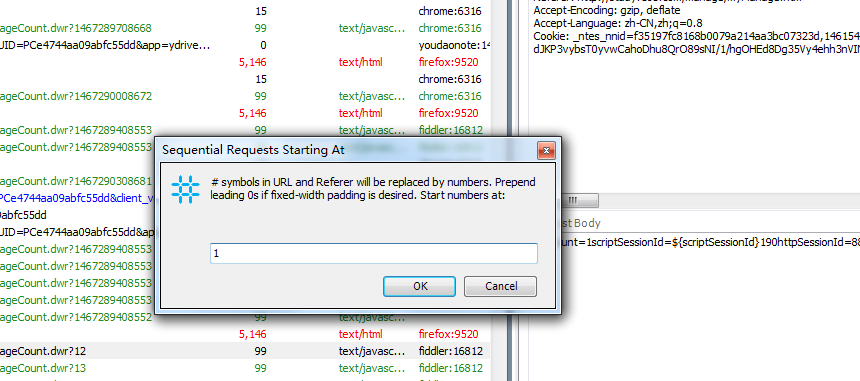 15 chrome:6316
ageCount.dwr?1467289708668 99 text/javasc... chrome:6316
UID=PCe4744aa09abfc55dd&app=ydrive... 0 youdaonote:14
5,146 text/html firefox:9520
15 chrome:6316
ageCount.dwr?1467290008672 99 text/javasc... chrome:6316
5,146 text/html firefox:9520
ageCount.dwr?1467289408553 99 text/javasc... fiddler:16812
ageCount.dwr?1467289408553
ageCount.dwr?1467290308681
PCe4744aa09abfc55dd&client_v
9abfc55dd
UID=PCe4744aa09abfc55dd&app
ageCount.dwr?1467289408553
ageCount.dwr?1467289408553
ageCount.dwr?1467289408553
ageCount.dwr?1467289408552 99 text/javasc... fiddler:16812
5,146 text/html firefox:9520
ageCount.dwr?12 99 text/javasc... fiddler:16812
ageCount.dwr?13 99 text/javasc... fiddler:16812
Accept-Encoding: gzip, deflate
Accept-Language: zh-CN,zh;q=0.8
Cookie: _ntes_nnid=f35197fc8168b0079a214aa3bc07323d,146154
dJKP3vybsT0yvwCahoDhu8QrO89sNI/1/hgOHEd8Dg35Vy4ehh3nVIN
Sequential Requests Starting At
# symbols in URL and Referer will be replaced by numbers. Prepend
leading 0s if fixed-width padding is desired. Start numbers at:
1
OK Cancel
st Body
ount=1scriptSessionId=${scriptSessionId}190httpSessionId=88